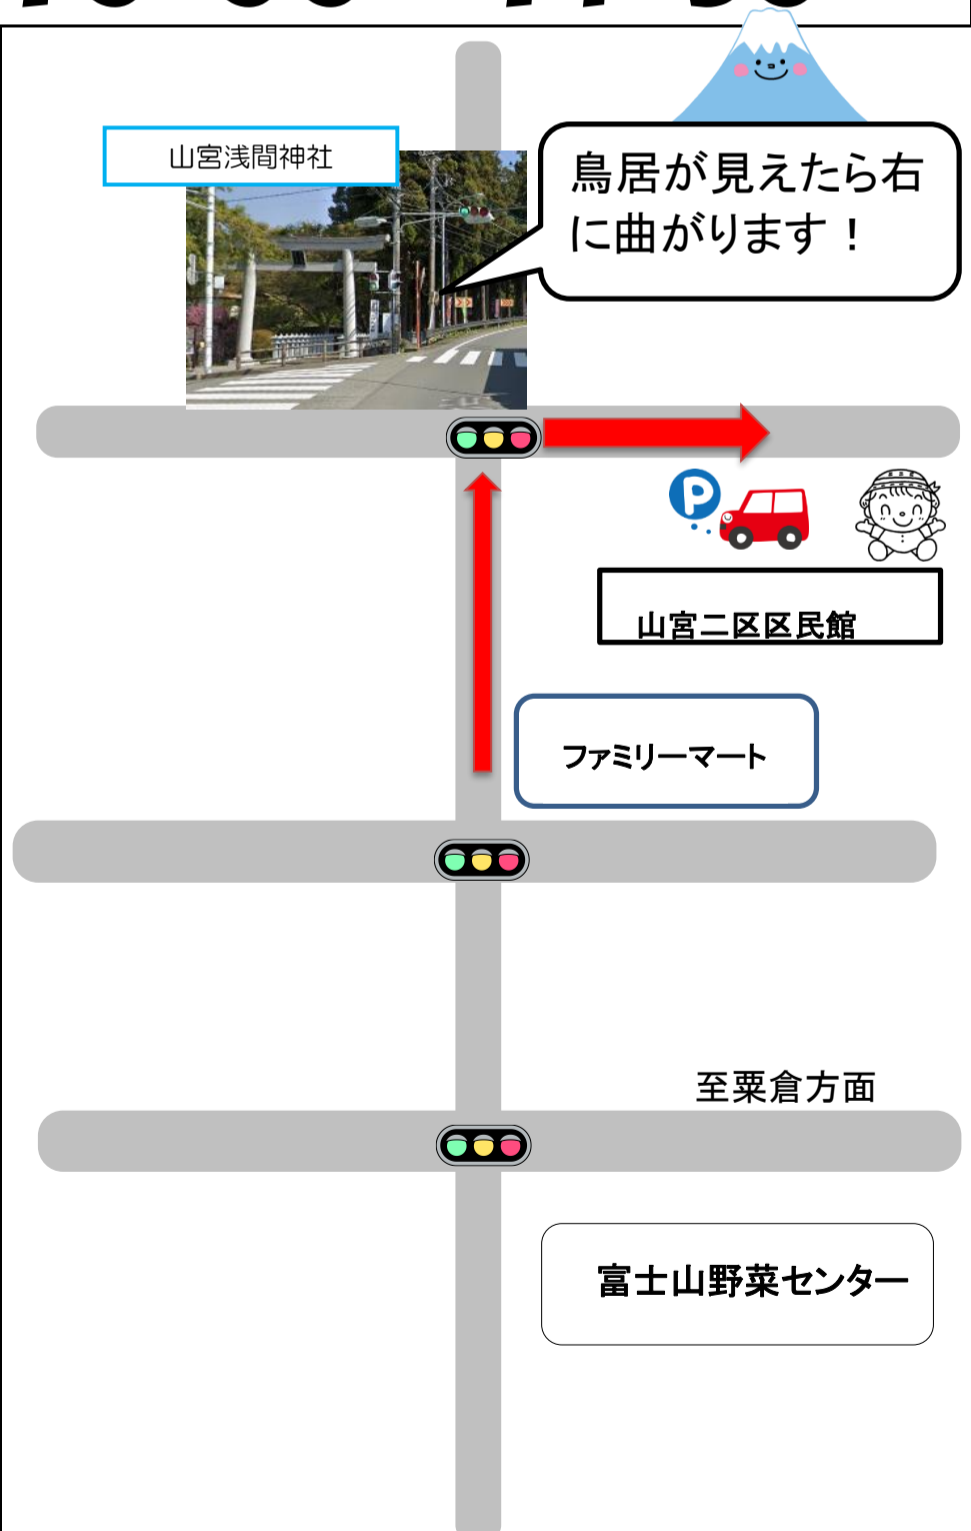 山宮浅間神社
鳥居が見えたら右
に曲がります！
P
山宮二区区民館
ファミリーマート
至粟倉方面
富士山野菜センター